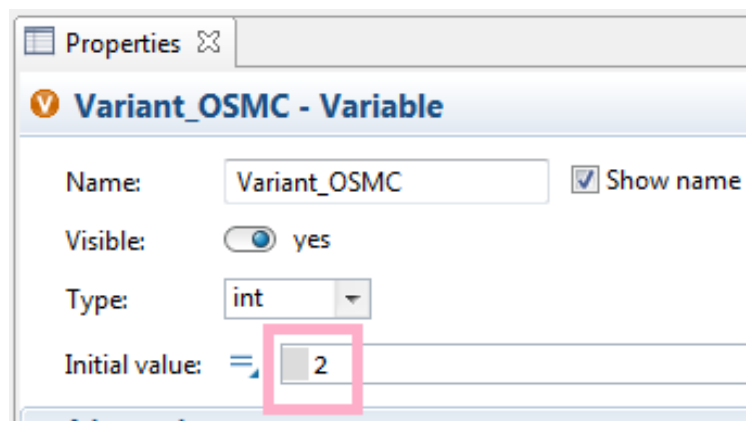 Properties
V Variant_OSMC - Variable
Name: Variant_OSMC Show name
Visible: yes
Type: int
Initial value: 2